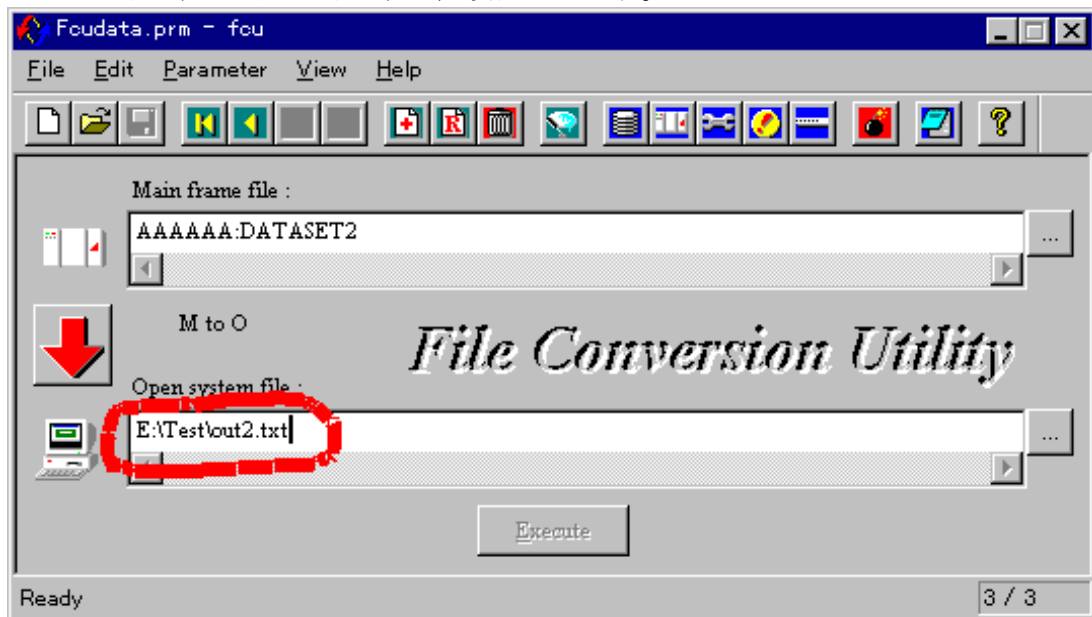 Fcudata.prm - fcu
File Edit Parameter View Help
R
?
Main frame file :
AAAAAA:DATASET2
...
M to O
File Conversion Utility
Open system file :
E:\Test\out2.txt
...
Execute
Ready
3 / 3